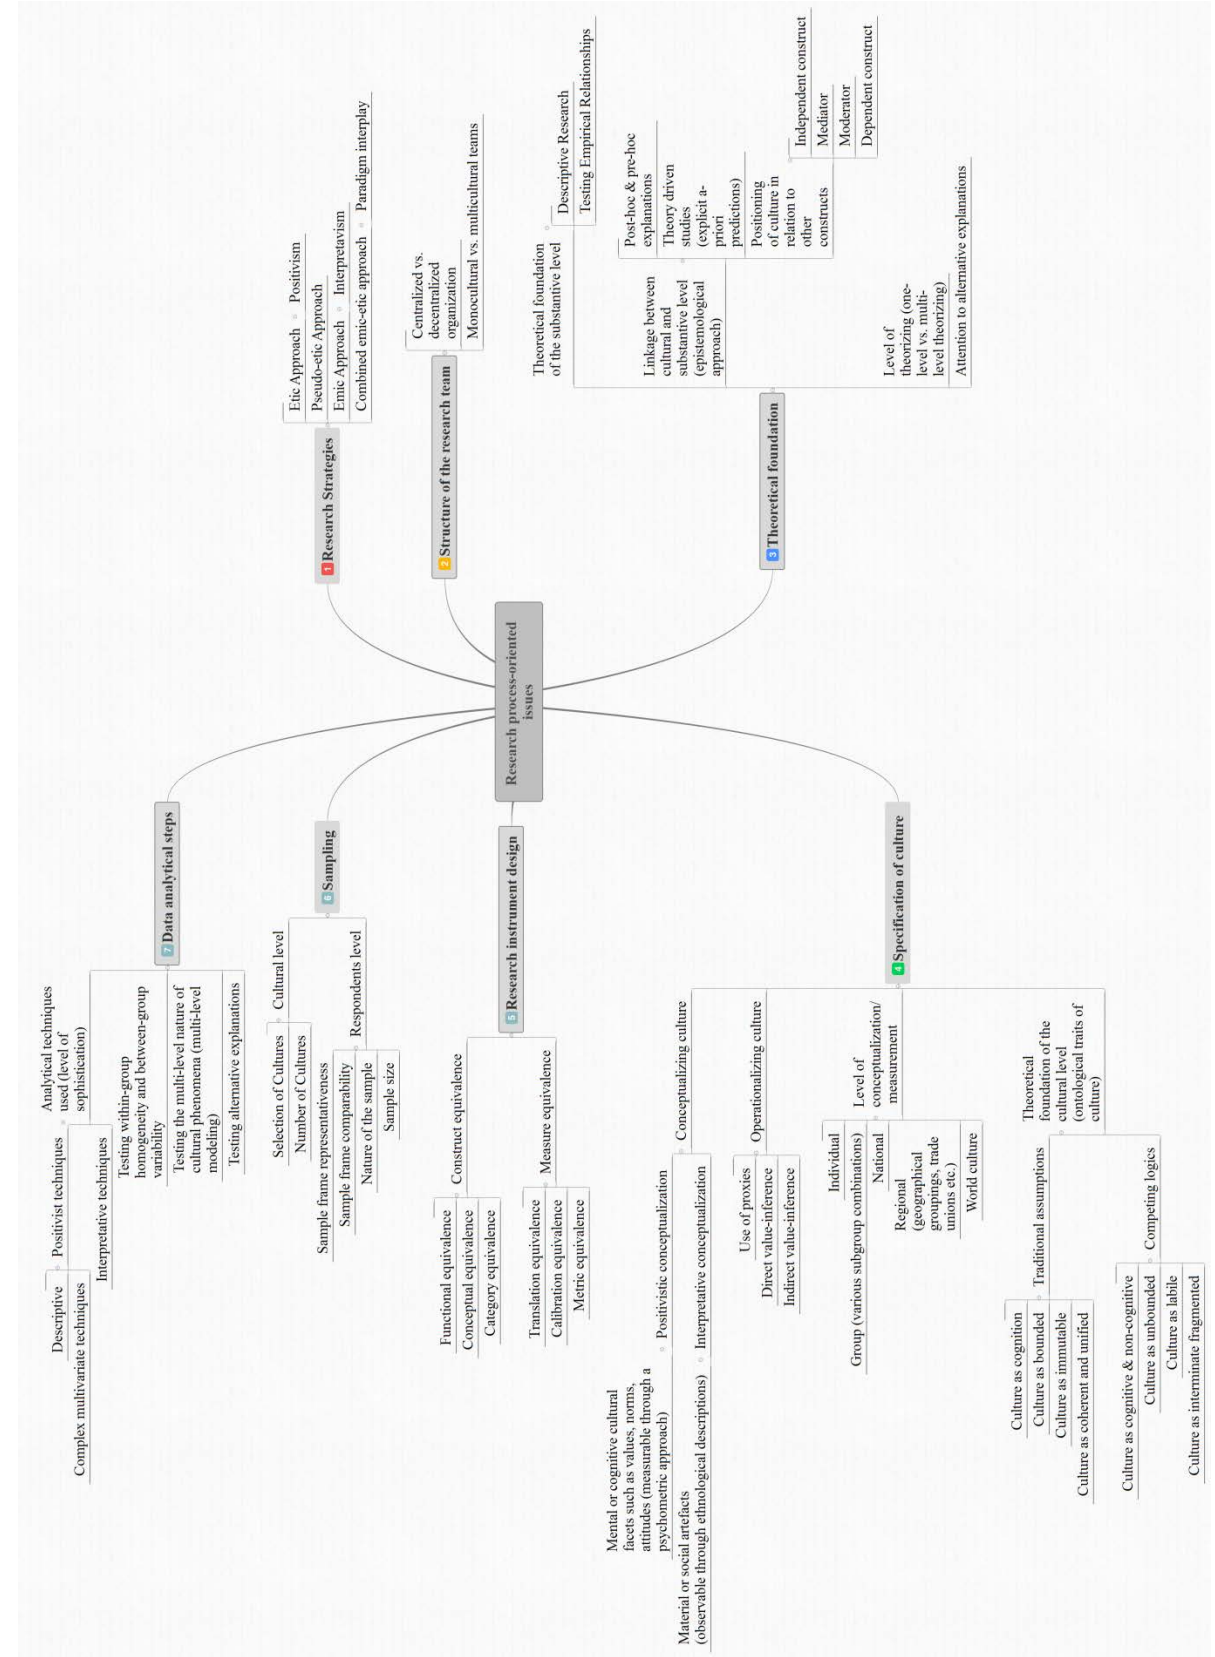 Research process-oriented
issues
1 Research Strategies
Etic Approach
Positivism
Pseudo-etic Approach
Emic Approach
Interpretavism
Combined emic-etic approach
Paradigm interplay
2 Structure of the research team
Centralized vs.
decentralized
organization
Monocultural vs. multicultural teams
3 Theoretical foundation
Theoretical foundation
of the substantive level
Descriptive Research
Testing Empirical Relationships
Linkage between
cultural and
substantive level
(epistemological
approach)
Post-hoc & pre-hoc
explanations
Theory driven
studies
(explicit a-
priori
predictions)
Positioning
of culture in
relation to
other
constructs
Independent construct
Mediator
Moderator
Dependent construct
Level of
theorizing (one-
level vs. multi-
level theorizing)
Attention to alternative explanations
4 Specification of culture
Conceptualizing culture
Positivistic conceptualization
Mental or cognitive cultural
facets such as values, norms,
attitudes (measurable through a
psychometric approach)
Interpretative conceptualization
Material or social artefacts
(observable through ethnological descriptions)
Operationalizing culture
Use of proxies
Direct value-inference
Indirect value-inference
Level of
conceptualization/
measurement
Individual
Group (various subgroup combinations)
National
Regional
(geographical
groupings, trade
unions etc.)
World culture
Theoretical
foundation of the
cultural level
(ontological traits of
culture)
Traditional assumptions
Culture as cognition
Culture as bounded
Culture as immutable
Culture as coherent and unified
Competing logics
Culture as cognitive & non-cognitive
Culture as unbounded
Culture as labile
Culture as interminate fragmented
5 Research instrument design
Construct equivalence
Functional equivalence
Conceptual equivalence
Category equivalence
Measure equivalence
Translation equivalence
Calibration equivalence
Metric equivalence
6 Sampling
Cultural level
Selection of Cultures
Number of Cultures
Respondents level
Sample frame representativeness
Sample frame comparability
Nature of the sample
Sample size
7 Data analytical steps
Analytical techniques
used (level of
sophistication)
Positivist techniques
Descriptive
Complex multivariate techniques
Interpretative techniques
Testing within-group
homogeneity and between-group
variability
Testing the multi-level nature of
cultural phenomena (multi-level
modeling)
Testing alternative explanations